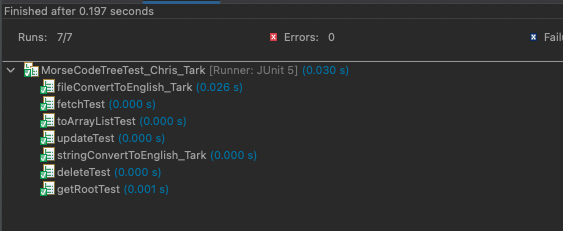 Finished after 0.197 seconds
Runs: 7/7 Errors: 0 Failu
MorseCodeTreeTest_Chris_Tark [Runner: JUnit 5] (0.030 s)
fileConvertToEnglish_Tark (0.026 s)
fetchTest (0.000 s)
toArrayListTest (0.000 s)
updateTest (0.000 s)
stringConvertToEnglish_Tark (0.000 s)
deleteTest (0.000 s)
getRootTest (0.001 s)